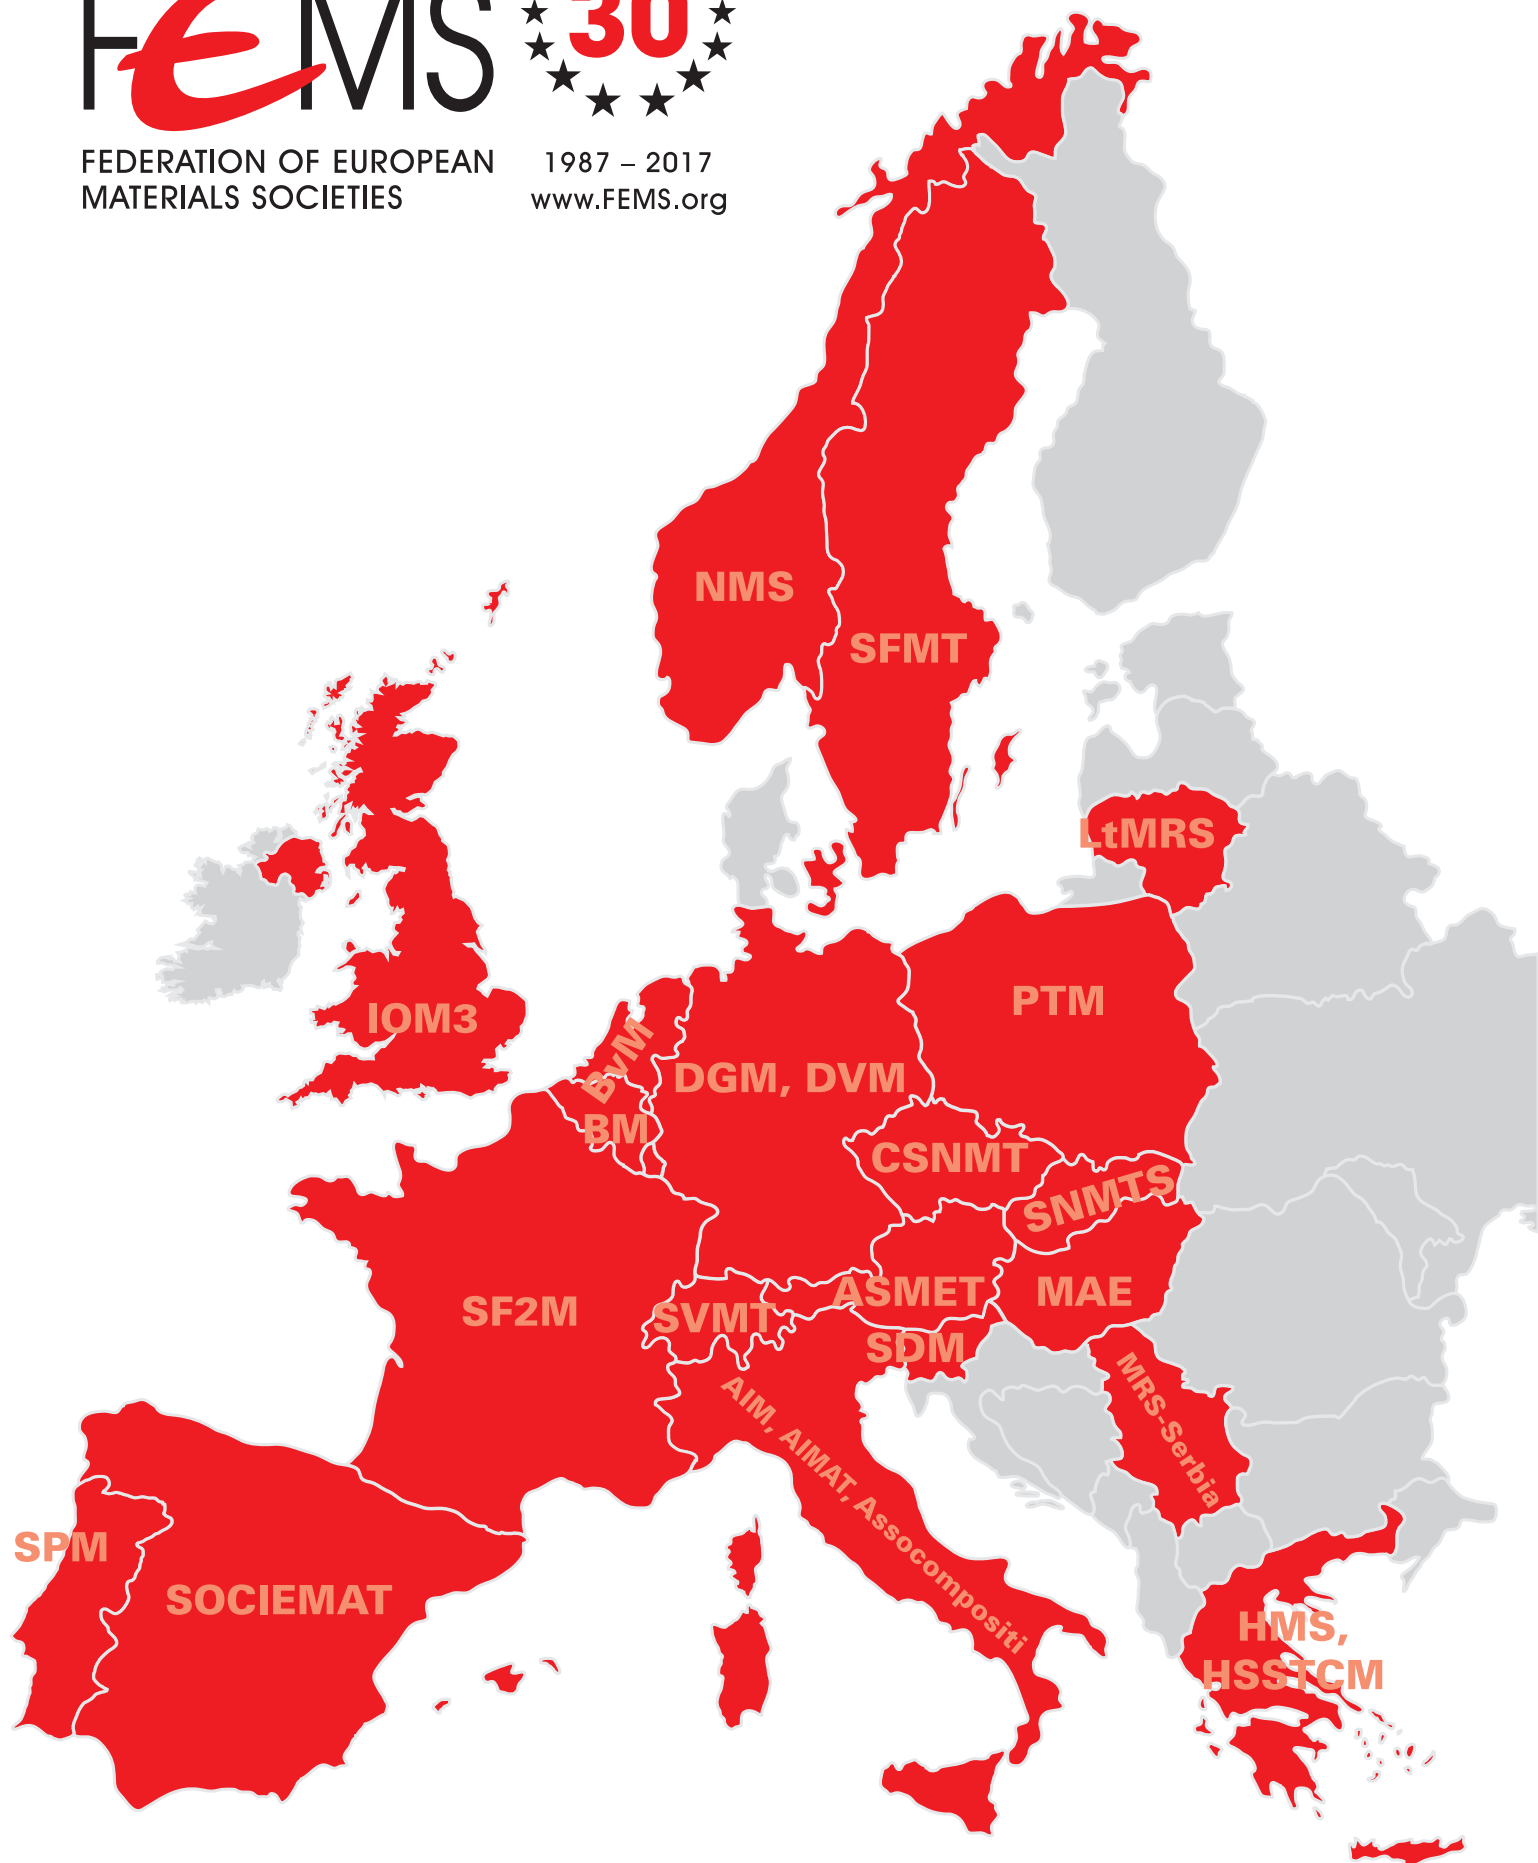 FEMS
30
FEDERATION OF EUROPEAN
MATERIALS SOCIETIES
1987 – 2017
www.FEMS.org
NMS
SFMT
LtMRS
IOM3
PTM
BvM
DGM, DVM
BM
CSNMT
SNMTS
SF2M
SVMT
ASMET
MAE
SDM
MRS-Serbia
AIM, AIMAT, Assocompositi
SPM
SOCIEMAT
HMS,
HSSTCM